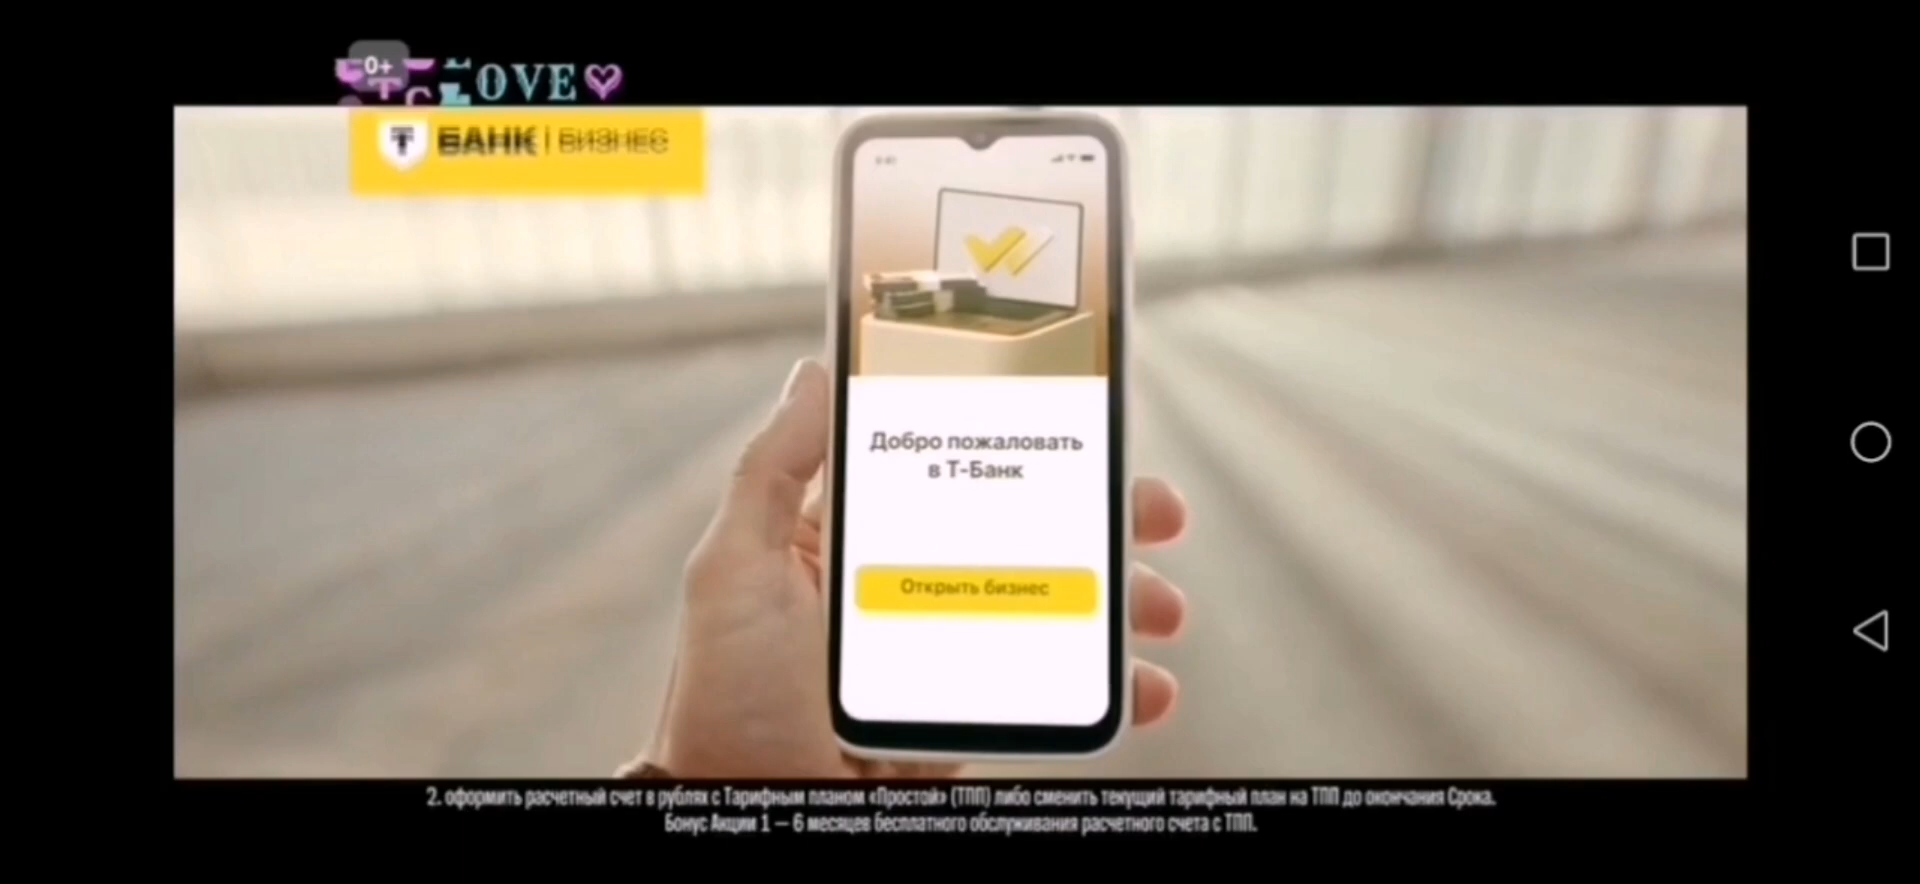 0+
LOVE
Т БАНК | БИЗНЕС
Добро пожаловать
в Т-Банк
Открыть бизнес
2. оформить расчетный счет в рублях с Тарифным планом «Простой» (ТПП) либо сменить текущий тарифный план на ТПП до окончания Срока.
Бонус Акции 1 — 6 месяцев бесплатного обслуживания расчетного счета с ТПП.